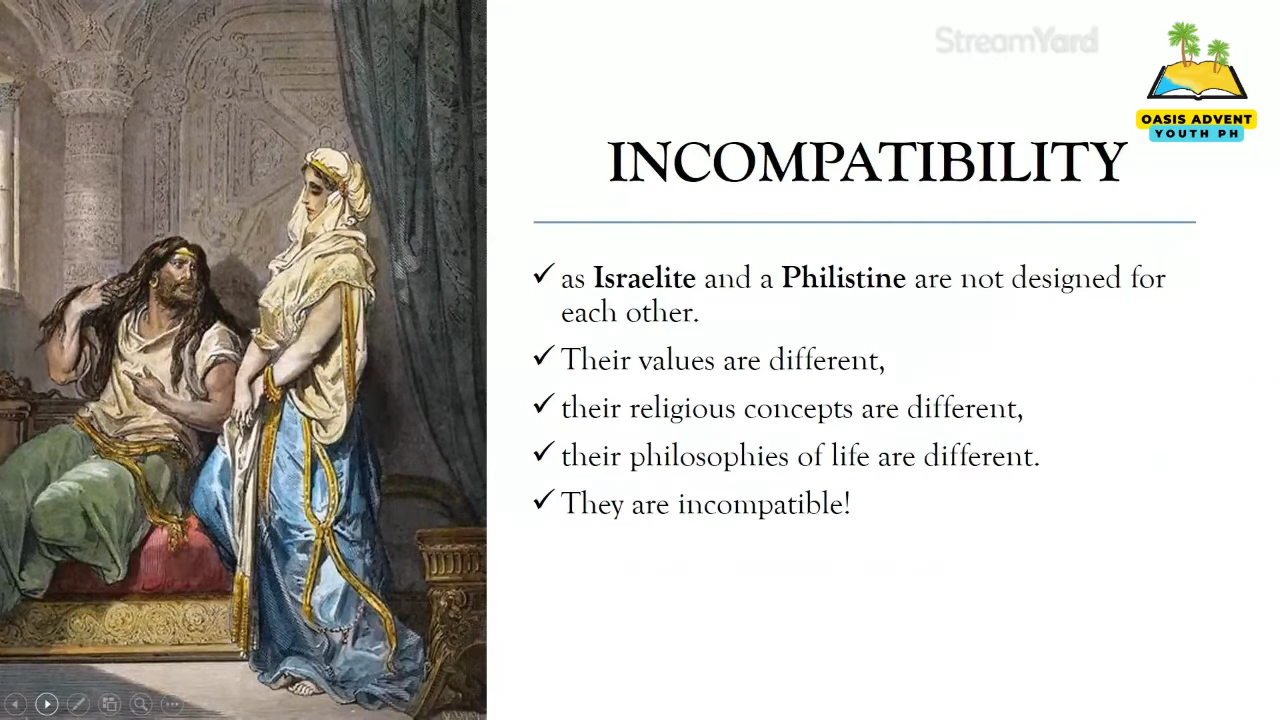 StreamYard
OASIS ADVENT
YOUTH PH
INCOMPATIBILITY
✓ as Israelite and a Philistine are not designed for
each other.
✓ Their values are different,
✓ their religious concepts are different,
✓ their philosophies of life are different.
✓ They are incompatible!